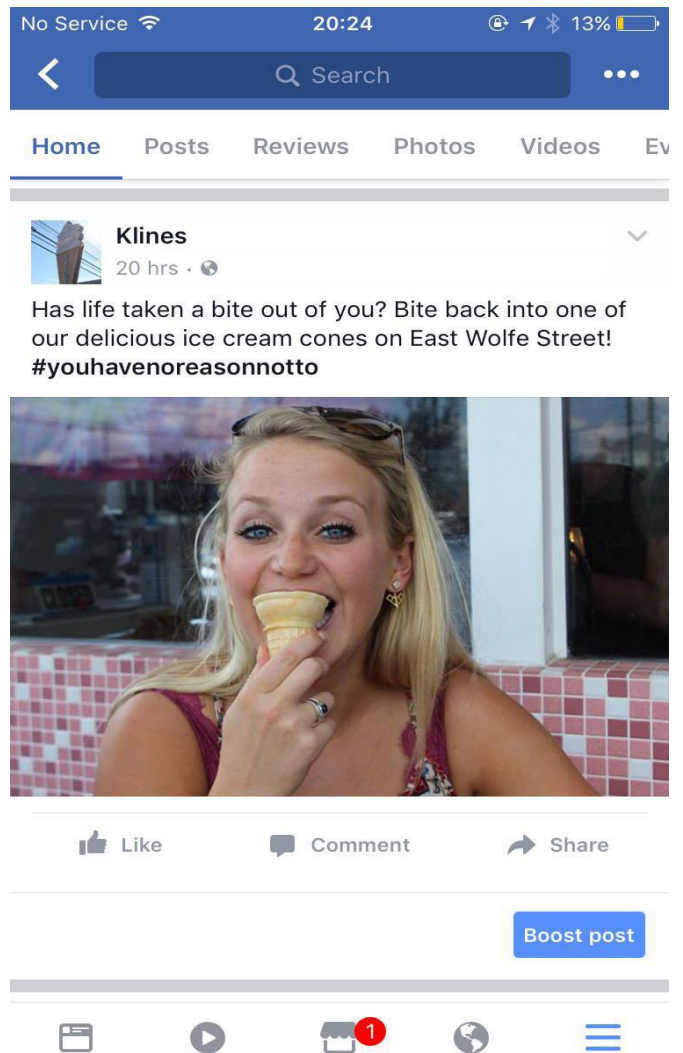 No Service 20:24 13%
Search
Home Posts Reviews Photos Videos Ev
Klines
20 hrs ·
Has life taken a bite out of you? Bite back into one of
our delicious ice cream cones on East Wolfe Street!
#youhavenoreasonnotto
Like Comment Share
Boost post
1